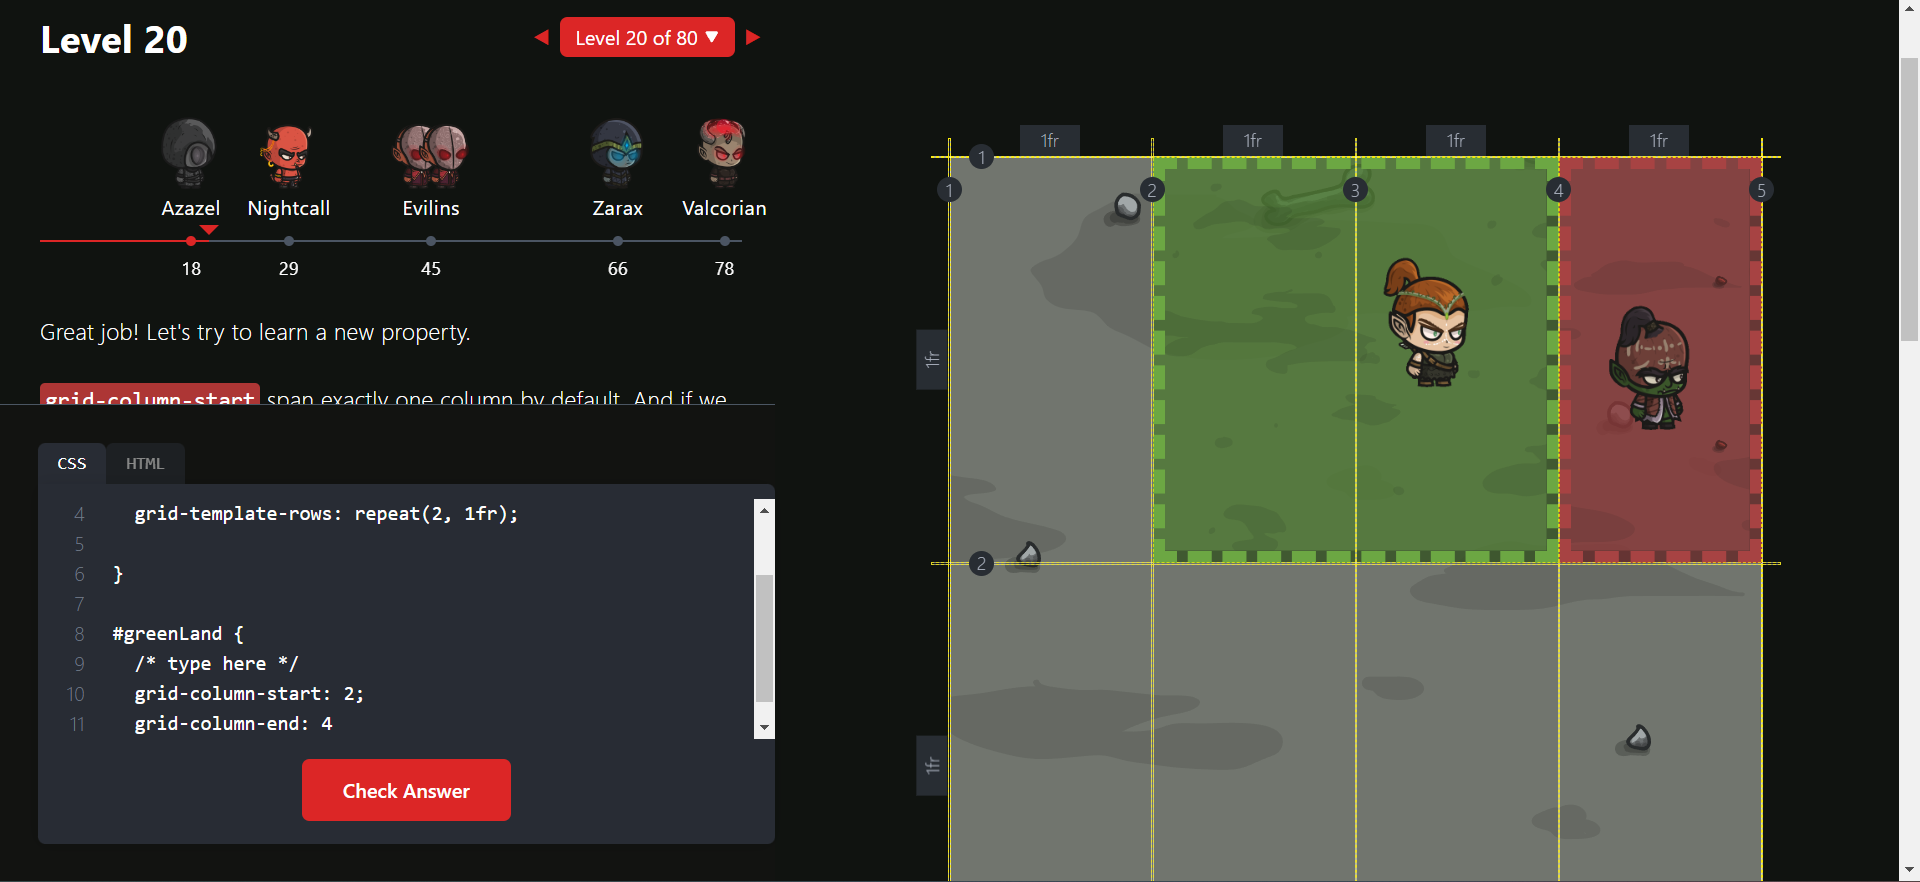 Level 20
Level 20 of 80 ▼
Azazel Nightcall Evilins Zarax Valcorian
18 29 45 66 78
Great job! Let's try to learn a new property.
grid-column-start span exactly one column by default. And if we
CSS HTML
4 grid-template-rows: repeat(2, 1fr);
5
6 }
7
8 #greenLand {
9 /* type here */
10 grid-column-start: 2;
11 grid-column-end: 4
Check Answer
1fr 1fr 1fr 1fr
1
1 2 3 4 5
1fr
2
1fr